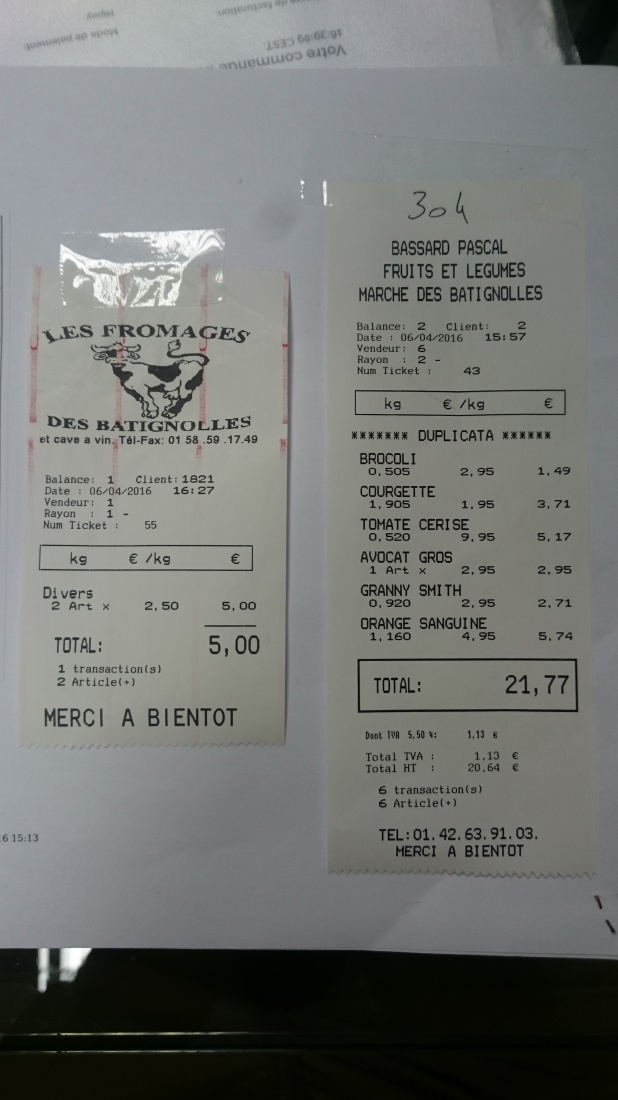 de facturation.
Hipay
Mode de paiement:
16:39:09 CEST.
Votre commande
LES FROMAGES
DES BATIGNOLLES
et cave a vin. Tél-Fax: 01 58 .59 .17.49
Balance: 1 Client: 1821
Date : 06/04/2016 16:27
Vendeur: 1
Rayon : 1 -
Num Ticket : 55
kg € /kg €
Divers
2 Art x 2,50 5,00
TOTAL: 5,00
1 transaction(s)
2 Article(+)
MERCI A BIENTOT
6 15:13
304
BASSARD PASCAL
FRUITS ET LEGUMES
MARCHE DES BATIGNOLLES
Balance: 2 Client: 2
Date : 06/04/2016 15:57
Vendeur: 6
Rayon : 2 -
Num Ticket : 43
kg € /kg €
******* DUPLICATA ******
BROCOLI
0,505 2,95 1,49
COURGETTE
1,905 1,95 3,71
TOMATE CERISE
0,520 9,95 5,17
AVOCAT GROS
1 Art x 2,95 2,95
GRANNY SMITH
0,920 2,95 2,71
ORANGE SANGUINE
1,160 4,95 5,74
TOTAL: 21,77
Dont TVA 5,50 %: 1,13 €
Total TVA : 1,13 €
Total HT : 20,64 €
6 transaction(s)
6 Article(+)
TEL:01.42.63.91.03.
MERCI A BIENTOT